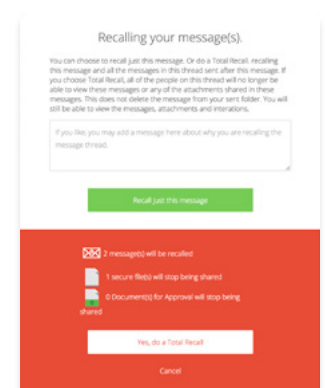 Recalling your message(s).
You can choose to recall just this message. Or do a Total Recall. recalling
this message and all the messages in this thread sent after this message. If
you choose Total Recall, all of the people on this thread will no longer be
able to view these messages or any of the attachments shared in these
messages. This does not delete the message from your sent folder. You will
still be able to view the messages, attachments and interations.
If you like, you may add a message here about why you are recalling the
message thread.
Recall just this message
2 message(s) will be recalled
1 secure file(s) will stop being shared
0 Document(s) for Approval will stop being
shared
Yes, do a Total Recall
Cancel